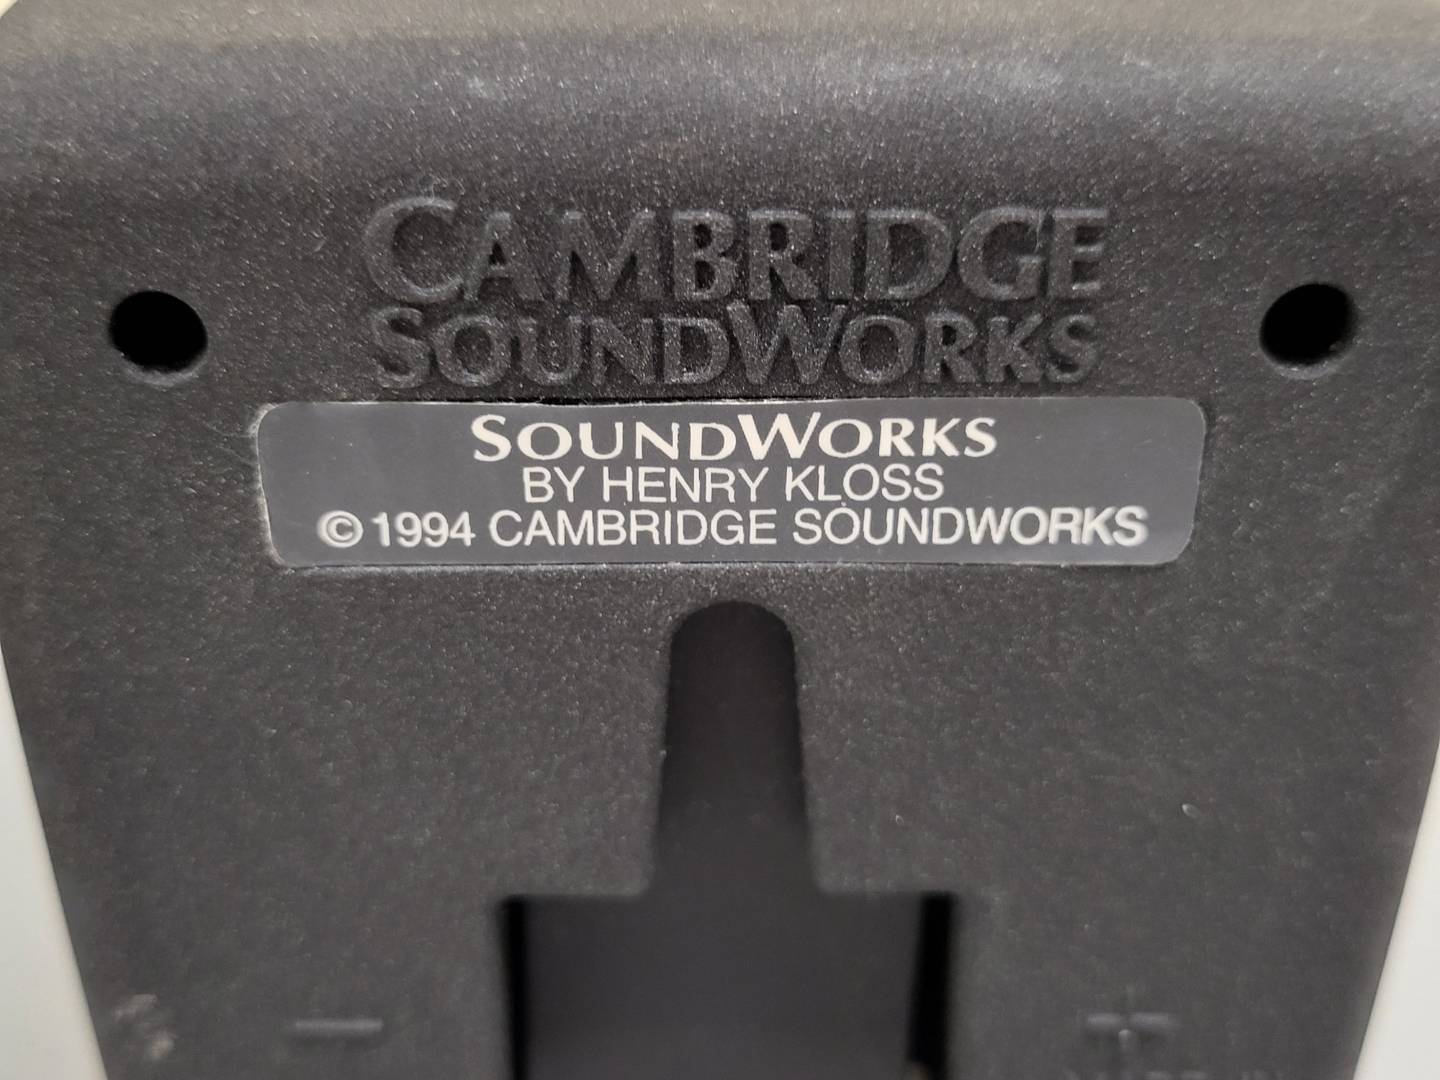 CAMBRIDGE
SOUNDWORKS
SOUNDWORKS
BY HENRY KLOSS
© 1994 CAMBRIDGE SOUNDWORKS
− +